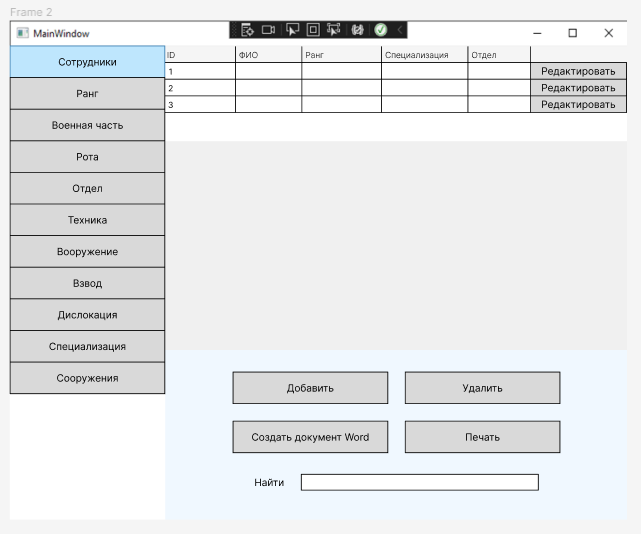 Frame 2
MainWindow
Сотрудники
Ранг
Военная часть
Рота
Отдел
Техника
Вооружение
Взвод
Дислокация
Специализация
Сооружения
ID ФИО Ранг Специализация Отдел
1 Редактировать
2 Редактировать
3 Редактировать
Добавить Удалить
Создать документ Word Печать
Найти